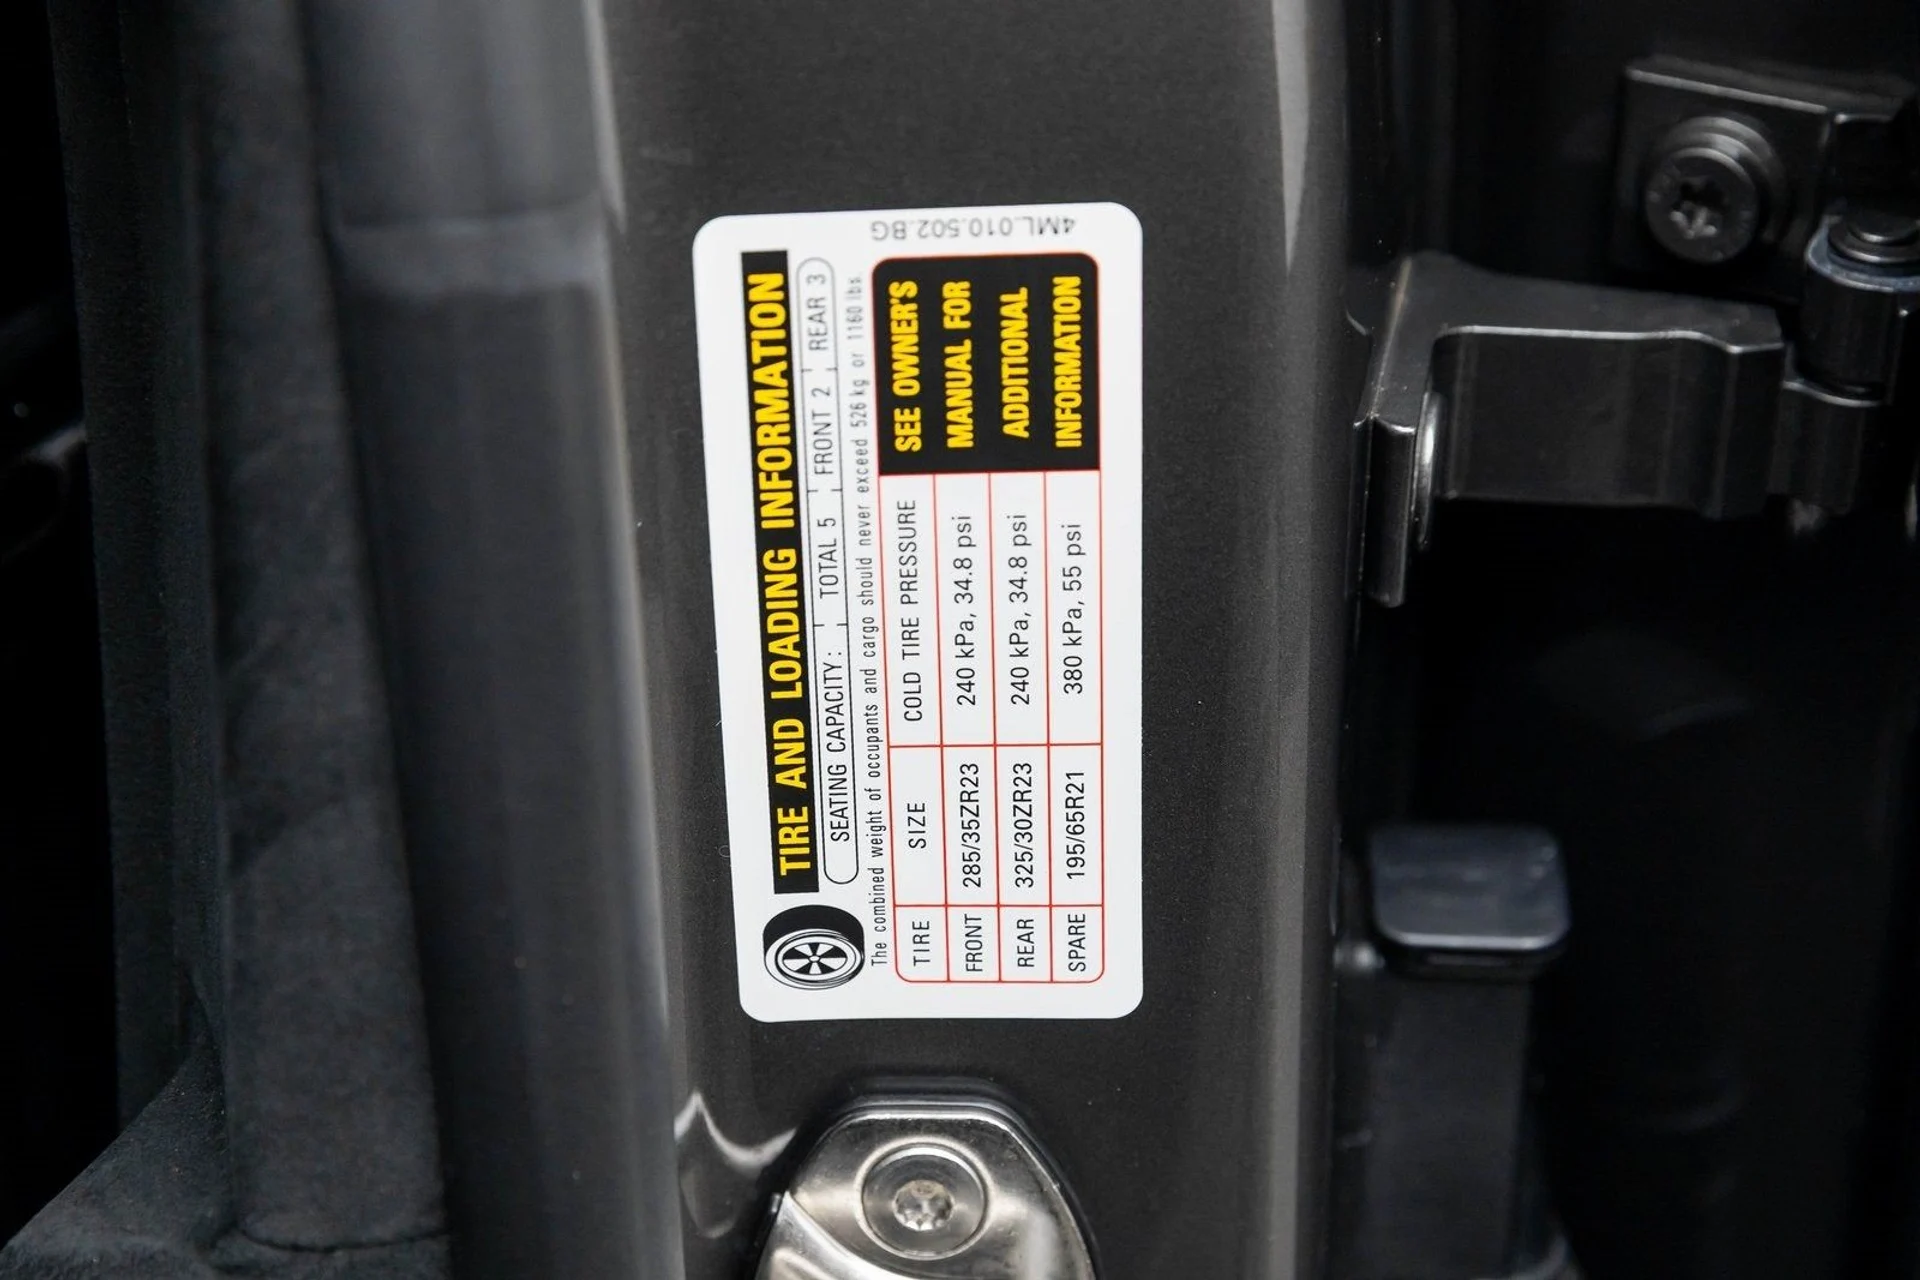 TIRE AND LOADING INFORMATION
SEATING CAPACITY: TOTAL 5 FRONT 2 REAR 3
The combined weight of occupants and cargo should never exceed 526 kg or 1160 lbs.
TIRE SIZE COLD TIRE PRESSURE
FRONT 285/35ZR23 240 kPa, 34.8 psi
REAR 325/30ZR23 240 kPa, 34.8 psi
SPARE 195/65R21 380 kPa, 55 psi
SEE OWNER'S
MANUAL FOR
ADDITIONAL
INFORMATION
4ML.010.502.BG